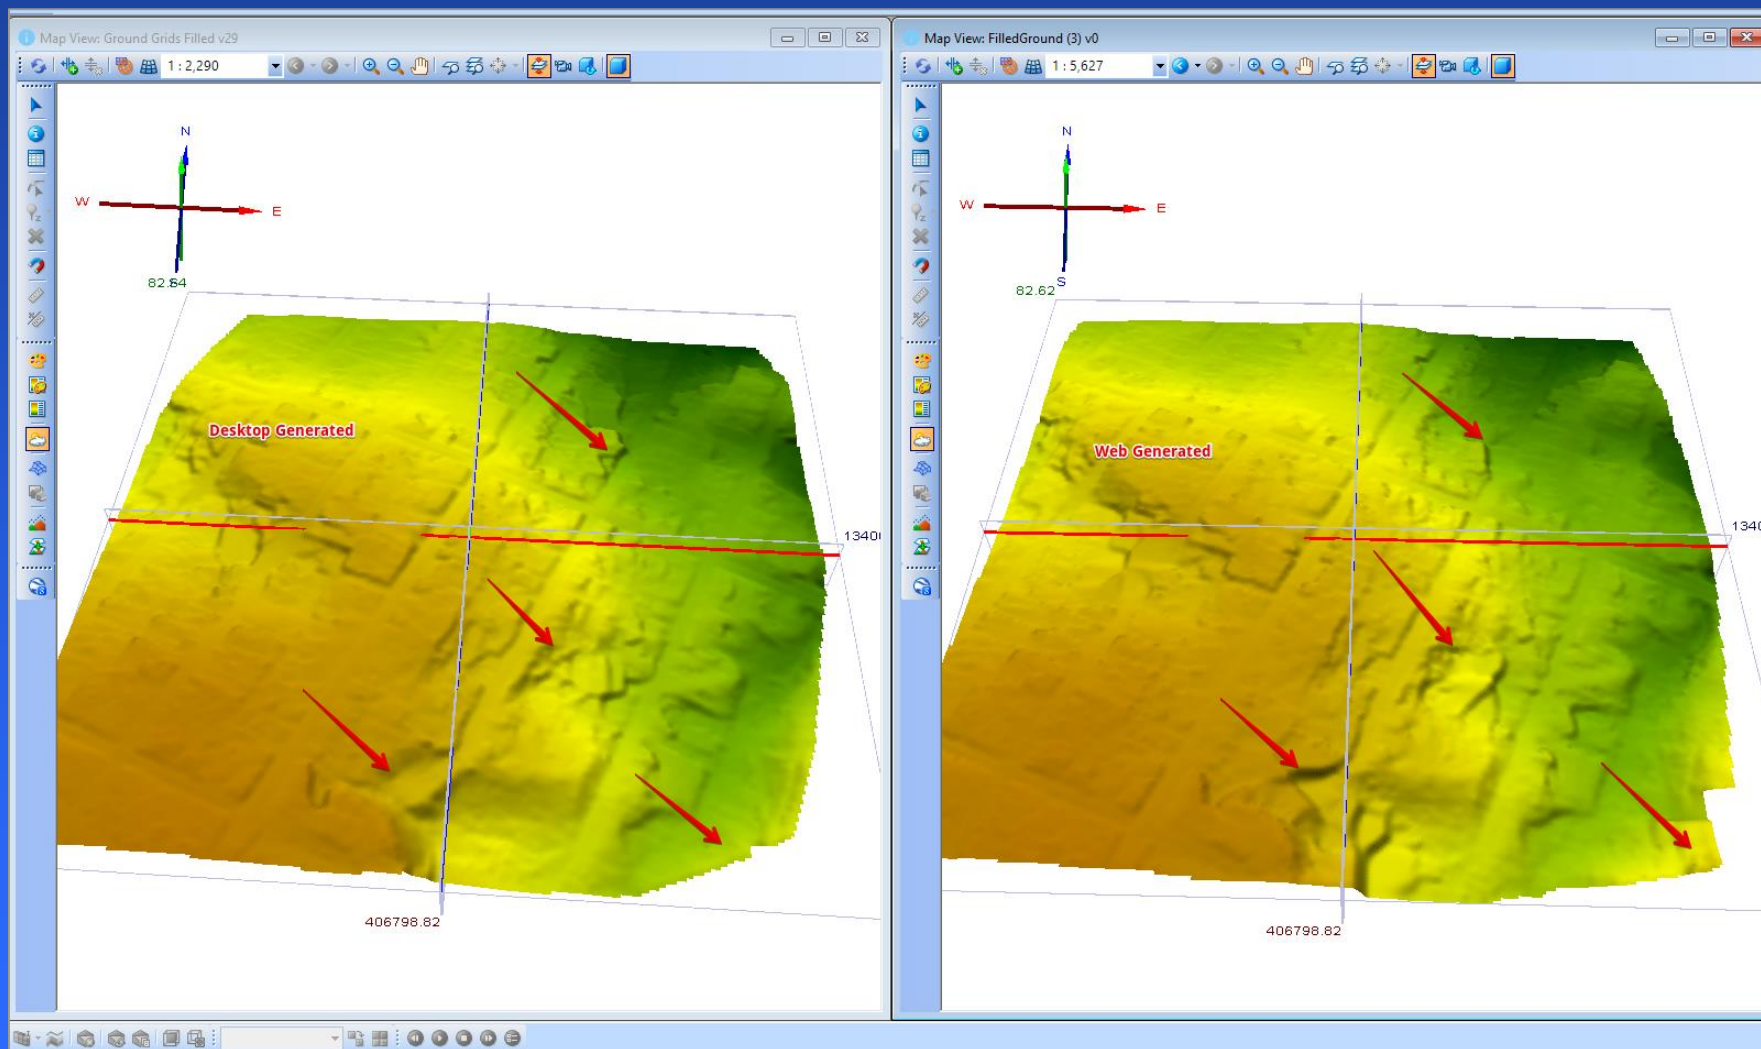 Map View: Ground Grids Filled v29
1 : 2,290
N
W
E
S
82.64
Desktop Generated
1340
406798.82
Map View: FilledGround (3) v0
1 : 5,627
N
W
E
S
82.62
Web Generated
1340
406798.82